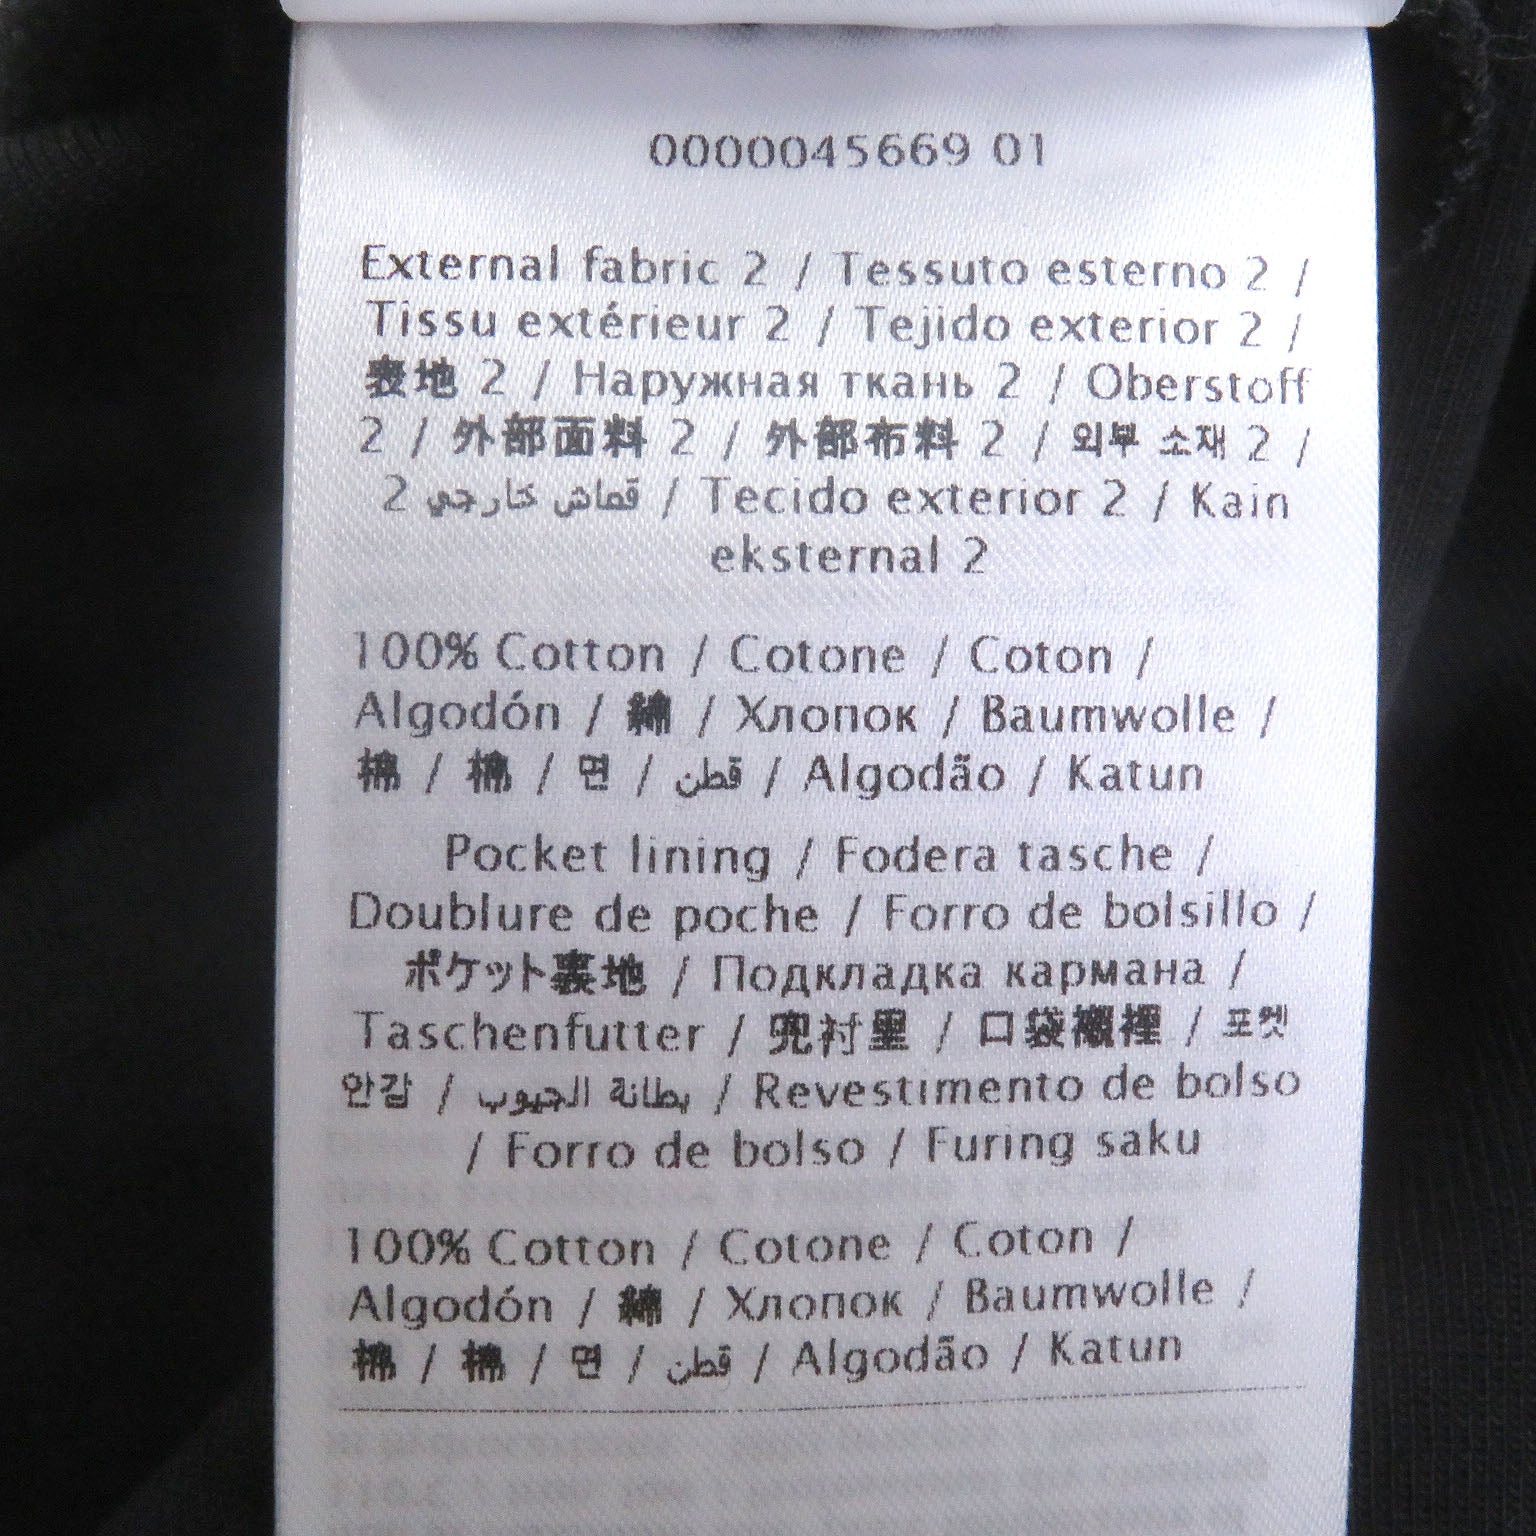 0000045669 01
External fabric 2 / Tessuto esterno 2 /
Tissu extérieur 2 / Tejido exterior 2 /
表地 2 / Наружная ткань 2 / Oberstoff
2 / 外部面料 2 / 外部布料 2 / 외부 소재 2 /
قماش خارجي 2 / Tecido exterior 2 / Kain
eksternal 2
100% Cotton / Cotone / Coton /
Algodón / 綿 / Хлопок / Baumwolle /
棉 / 棉 / 면 / قطن / Algodão / Katun
Pocket lining / Fodera tasche /
Doublure de poche / Forro de bolsillo /
ポケット裏地 / Подкладка кармана /
Taschenfutter / 兜衬里 / 口袋襯裡 / 포켓
안감 / بطانة الجيوب / Revestimento de bolso
/ Forro de bolso / Furing saku
100% Cotton / Cotone / Coton /
Algodón / 綿 / Хлопок / Baumwolle /
棉 / 棉 / 면 / قطن / Algodão / Katun